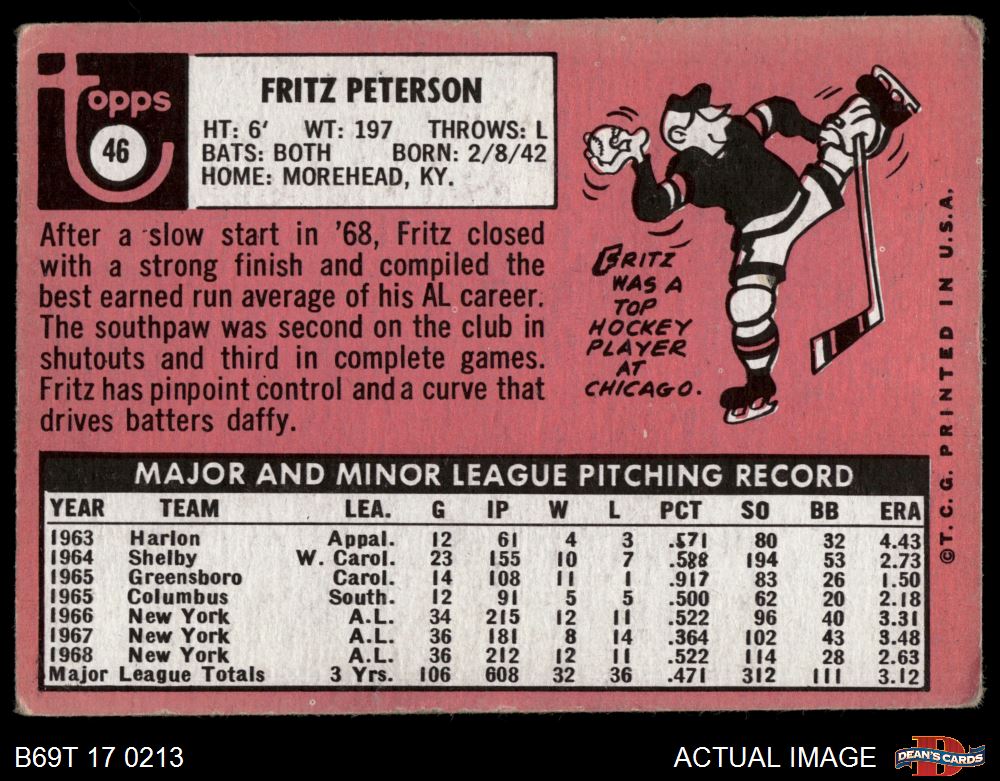 topps
46
FRITZ PETERSON
HT: 6' WT: 197 THROWS: L
BATS: BOTH BORN: 2/8/42
HOME: MOREHEAD, KY.
After a slow start in '68, Fritz closed
with a strong finish and compiled the
best earned run average of his AL career.
The southpaw was second on the club in
shutouts and third in complete games.
Fritz has pinpoint control and a curve that
drives batters daffy.
FRITZ
WAS A
TOP
HOCKEY
PLAYER
AT
CHICAGO.
©T.C.G. PRINTED IN U.S.A.
MAJOR AND MINOR LEAGUE PITCHING RECORD
YEAR TEAM LEA. G IP W L PCT SO BB ERA
1963 Harlon Appal. 12 61 4 3 .571 80 32 4.43
1964 Shelby W. Carol. 23 155 10 7 .588 194 53 2.73
1965 Greensboro Carol. 14 108 11 1 .917 83 26 1.50
1965 Columbus South. 12 91 5 5 .500 62 20 2.18
1966 New York A.L. 34 215 12 11 .522 96 40 3.31
1967 New York A.L. 36 181 8 14 .364 102 43 3.48
1968 New York A.L. 36 212 12 11 .522 114 28 2.63
Major League Totals 3 Yrs. 106 608 32 36 .471 312 111 3.12
B69T 17 0213
ACTUAL IMAGE
DEAN'S CARDS